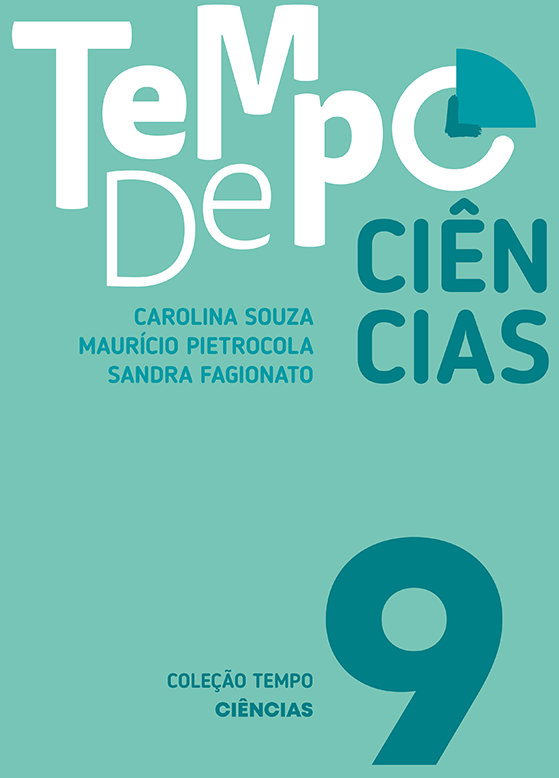 TeMpo
De
CIÊN
CIAS
CAROLINA SOUZA
MAURÍCIO PIETROCOLA
SANDRA FAGIONATO
9
COLEÇÃO TEMPO
CIÊNCIAS